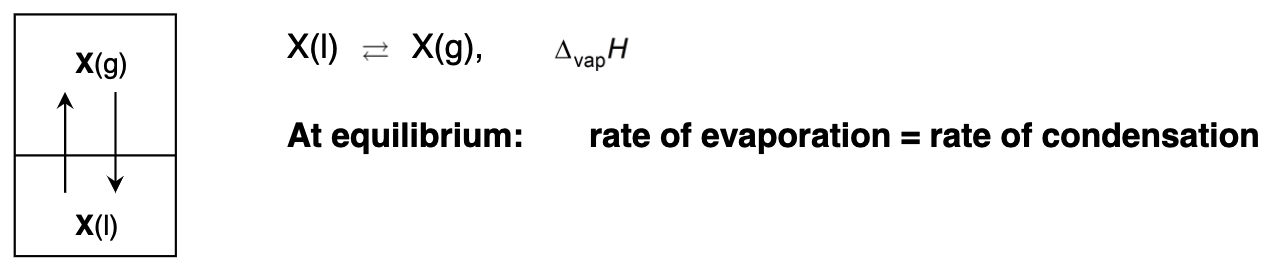 X(g)
X(l)
X(l) ⇄ X(g), ΔvapH
At equilibrium: rate of evaporation = rate of condensation